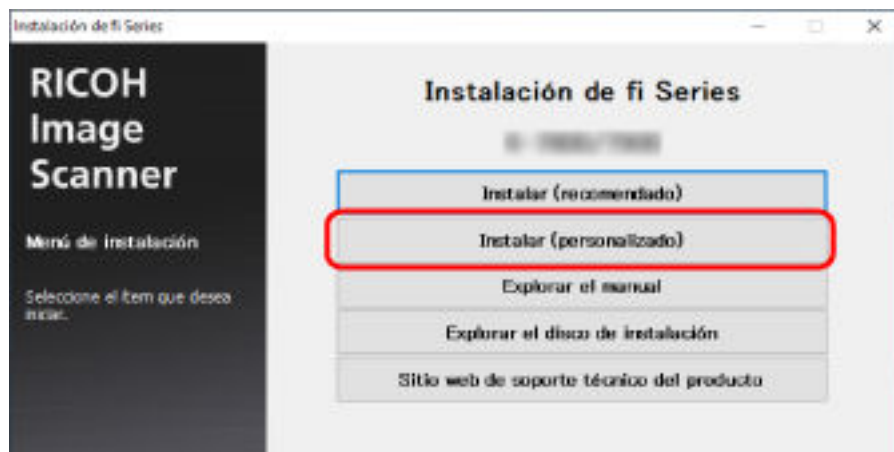 Instalación de fi Series
RICOH
Image
Scanner
Menú de instalación
Seleccione el ítem que desea
iniciar.
Instalación de fi Series
Instalar (recomendado)
Instalar (personalizado)
Explorar el manual
Explorar el disco de instalación
Sitio web de soporte técnico del producto